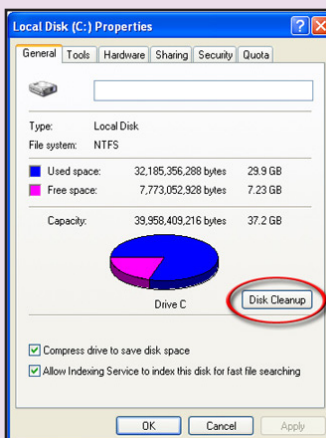 Local Disk (C:) Properties
General Tools Hardware Sharing Security Quota
Type: Local Disk
File system: NTFS
Used space: 32,185,356,288 bytes 29.9 GB
Free space: 7,773,052,928 bytes 7.23 GB
Capacity: 39,958,409,216 bytes 37.2 GB
Drive C
Disk Cleanup
Compress drive to save disk space
Allow Indexing Service to index this disk for fast file searching
OK Cancel Apply